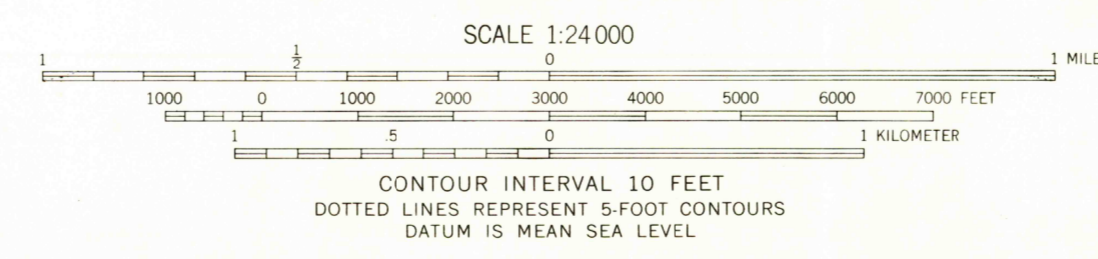 SCALE 1:24 000
1 1/2 0 1 MILE
1000 0 1000 2000 3000 4000 5000 6000 7000 FEET
1 .5 0 1 KILOMETER
CONTOUR INTERVAL 10 FEET
DOTTED LINES REPRESENT 5-FOOT CONTOURS
DATUM IS MEAN SEA LEVEL